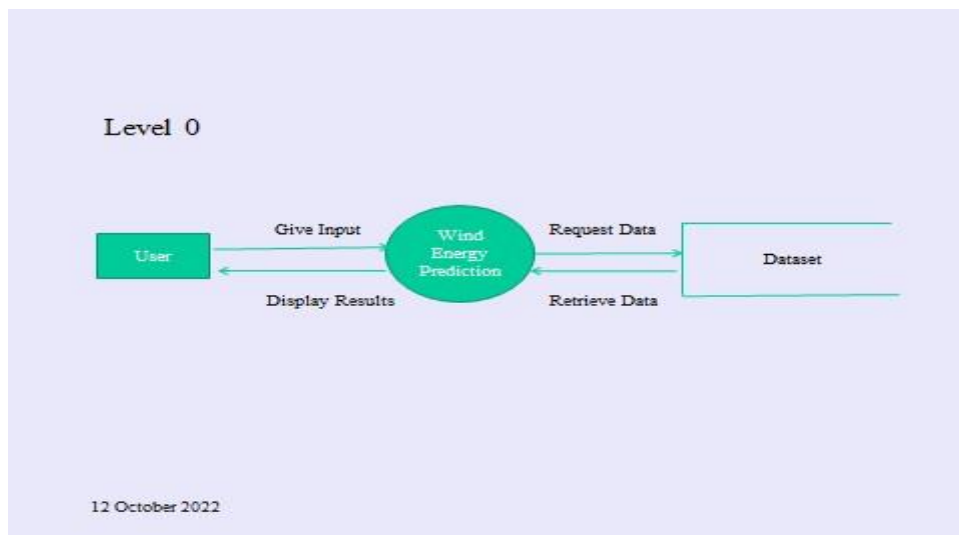 Level 0
Give Input
Request Data
User
Wind
Energy
Prediction
Dataset
Display Results
Retrieve Data
12 October 2022